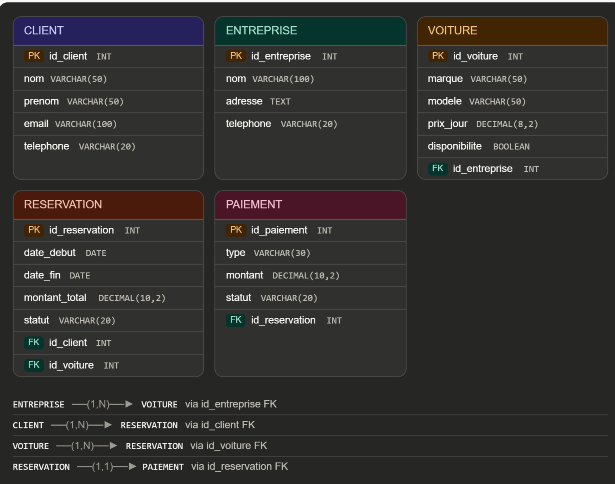 CLIENT
PK id_client INT
nom VARCHAR(50)
prenom VARCHAR(50)
email VARCHAR(100)
telephone VARCHAR(20)
ENTREPRISE
PK id_entreprise INT
nom VARCHAR(100)
adresse TEXT
telephone VARCHAR(20)
VOITURE
PK id_voiture INT
marque VARCHAR(50)
modele VARCHAR(50)
prix_jour DECIMAL(8,2)
disponibilite BOOLEAN
FK id_entreprise INT
RESERVATION
PK id_reservation INT
date_debut DATE
date_fin DATE
montant_total DECIMAL(10,2)
statut VARCHAR(20)
FK id_client INT
FK id_voiture INT
PAIEMENT
PK id_paiement INT
type VARCHAR(30)
montant DECIMAL(10,2)
statut VARCHAR(20)
FK id_reservation INT
ENTREPRISE ──(1,N)──► VOITURE via id_entreprise FK
CLIENT ──(1,N)──► RESERVATION via id_client FK
VOITURE ──(1,N)──► RESERVATION via id_voiture FK
RESERVATION ──(1,1)──► PAIEMENT via id_reservation FK